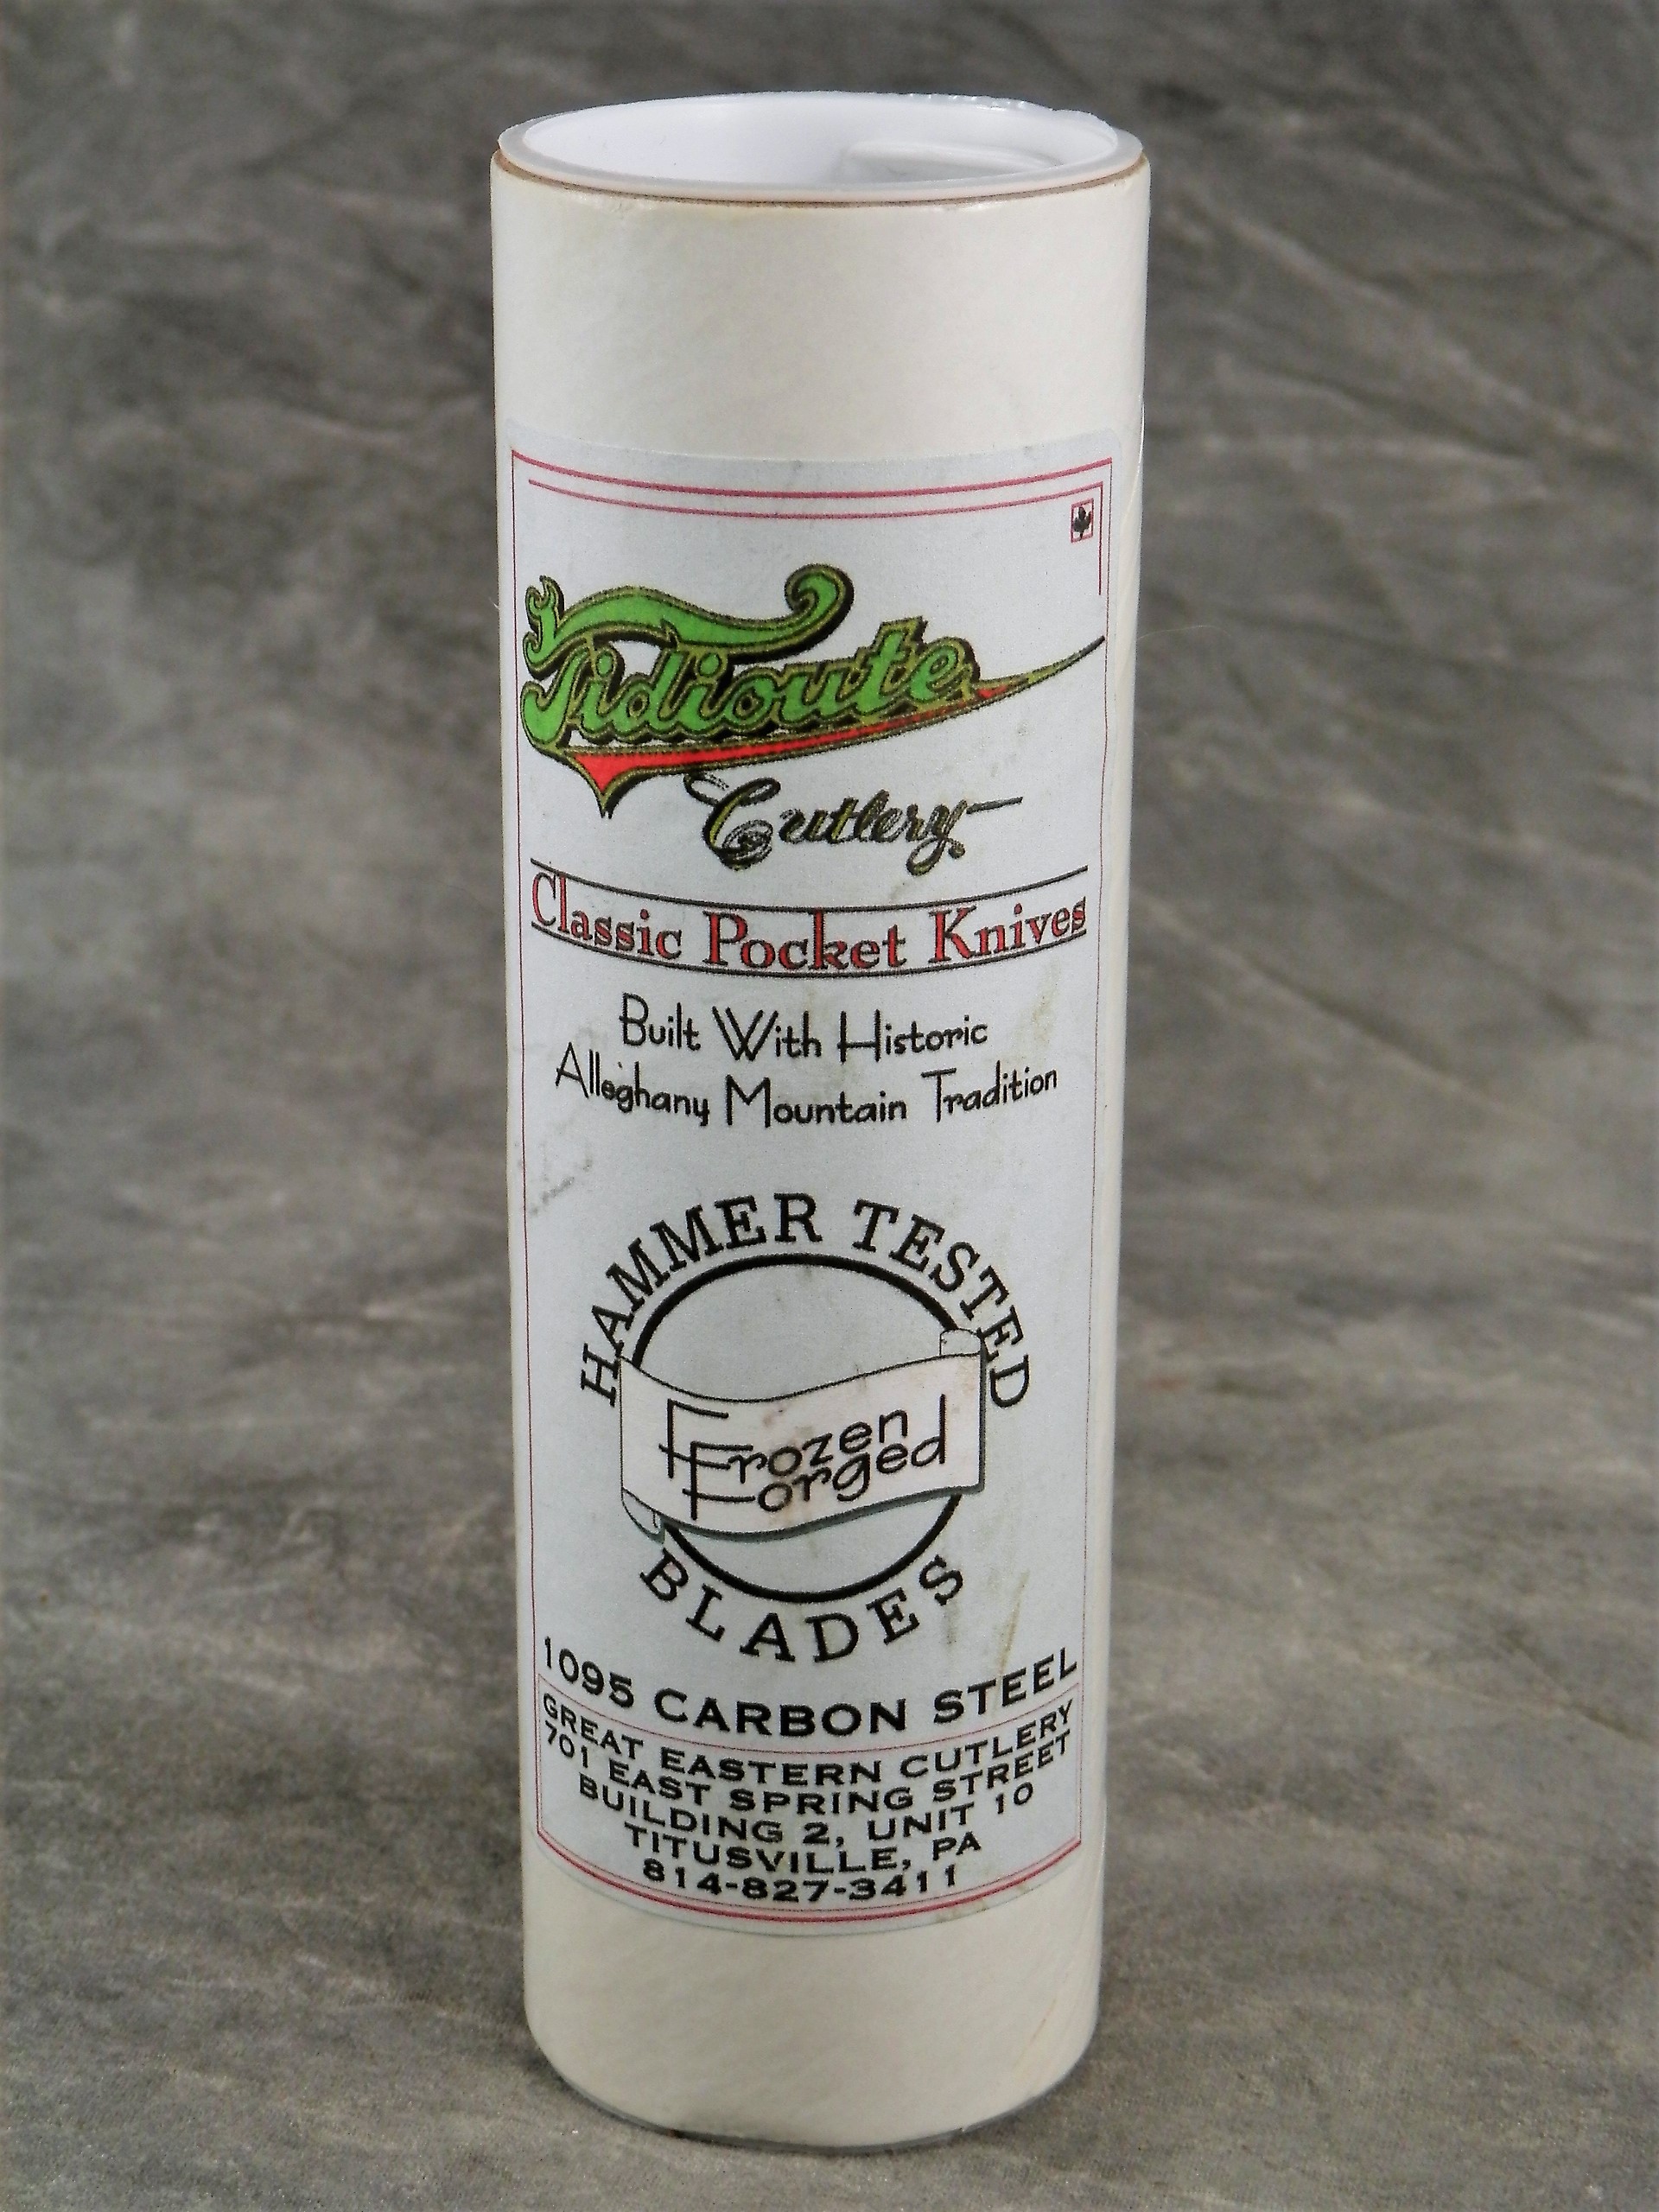 Tidioute
Cutlery
Classic Pocket Knives
Built With Historic
Alleghany Mountain Tradition
HAMMER TESTED
Frozen
Forged
BLADES
1095 CARBON STEEL
GREAT EASTERN CUTLERY
701 EAST SPRING STREET
BUILDING 2, UNIT 10
TITUSVILLE, PA
814-827-3411